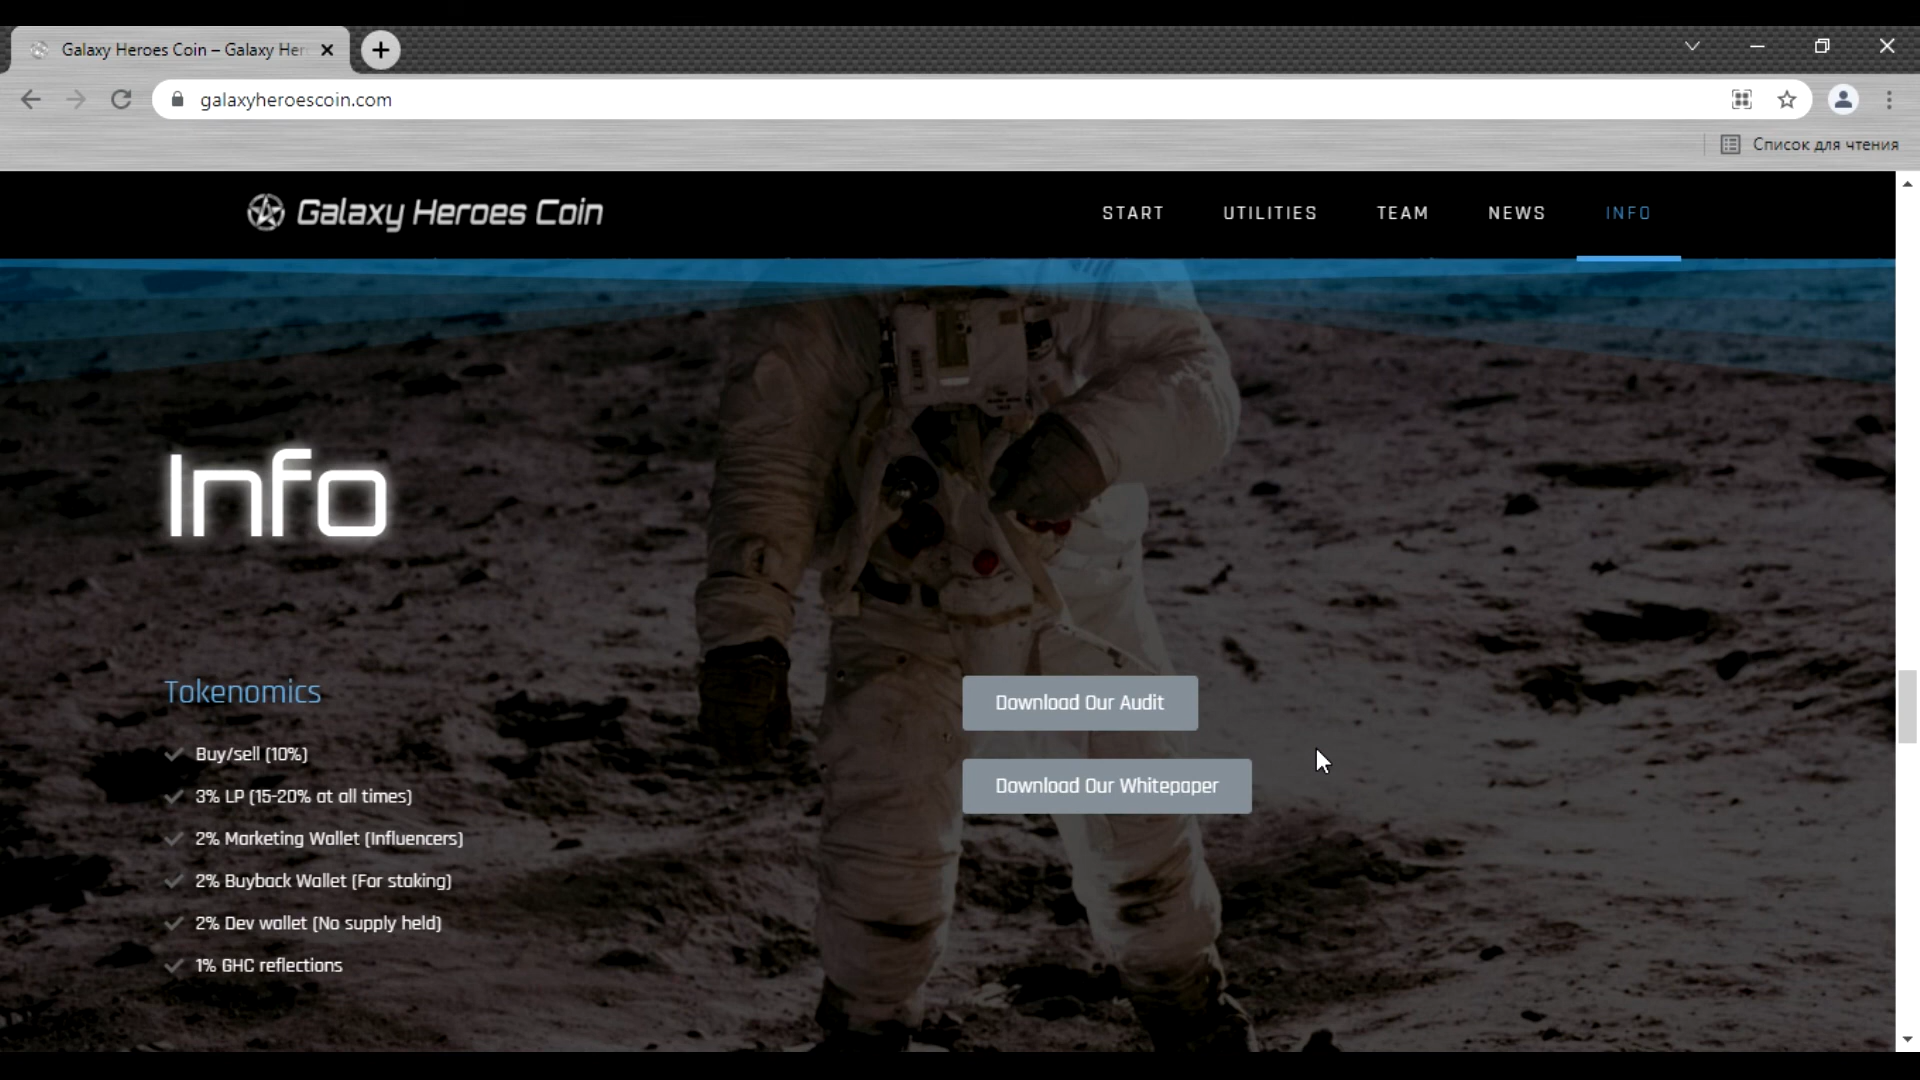 Galaxy Heroes Coin – Galaxy Her
galaxyheroescoin.com
Список для чтения
Galaxy Heroes Coin
START
UTILITIES
TEAM
NEWS
INFO
Info
Tokenomics
Buy/sell (10%)
3% LP (15-20% at all times)
2% Marketing Wallet (Influencers)
2% Buyback Wallet (For staking)
2% Dev wallet (No supply held)
1% GHC reflections
Download Our Audit
Download Our Whitepaper